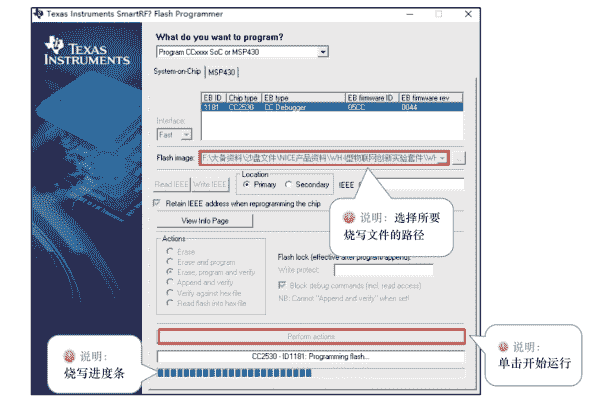 Texas Instruments SmartRF? Flash Programmer
TEXAS
INSTRUMENTS
What do you want to program?
Program CCxxxx SoC or MSP430
System-on-Chip
MSP430
EB ID Chip type EB type EB firmware ID EB firmware rev
1181 CC2530 CC Debugger 05CC 0044
Interface:
Fast
Flash image:
Read IEEE Write IEEE
Location
Primary Secondary
IEEE
Retain IEEE address when reprogramming the chip
View Info Page
说明：选择所要
烧写文件的路径
Actions
Erase
Erase and program
Erase, program and verify
Append and verify
Verify against hex-file
Read flash into hex-file
Flash lock (effective after program/append):
Write protect:
Block debug commands (incl. read access)
NB: Cannot "Append and verify" when set!
Perform actions
CC2530 - ID1181: Programming flash...
说明：
烧写进度条
说明：
单击开始运行